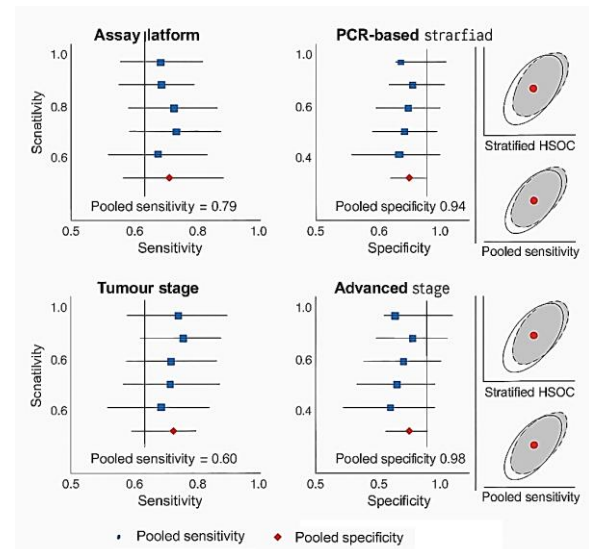 Assay latform
PCR-based strarfiad
1.0
0.8
0.6
Scnatilvity
Pooled sensitivity = 0.79
0.5 0.6 0.8 1.0
Sensitivity
1.0
0.6
0.4
Pooled specificity 0.94
0.5 0.6 0.5 1.0
Specificity
Stratified HSOC
Pooled sensitivity
Tumour stage
Advanced stage
1.0
0.6
0.6
Scnatilvity
Pooled sensitivity = 0.60
0.5 0.6 0.8 1.0
Sensitivity
1.0
0.6
0.4
Pooled specificity 0.98
0.5 0.5 0.6 1.0
Specificity
Stratified HSOC
Pooled sensitivity
Pooled sensitivity
Pooled specificity